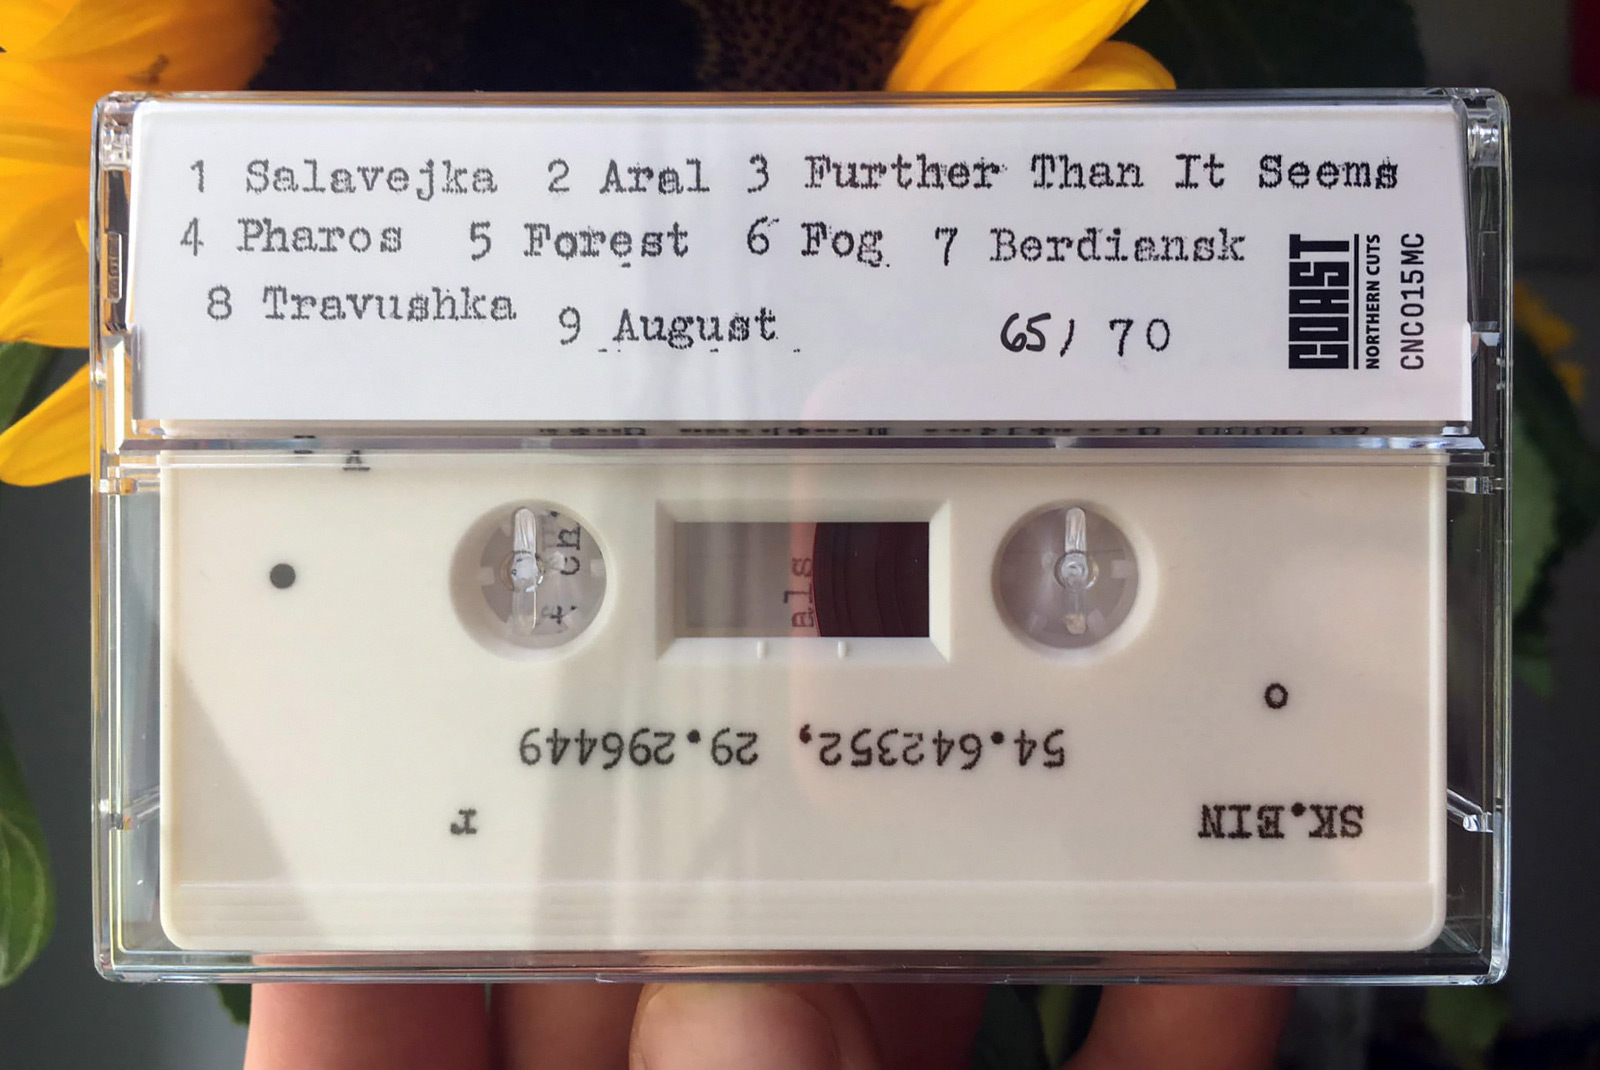 1 Salavejka 2 Aral 3 Further Than It Seems
4 Pharos 5 Forest 6 Fog 7 Berdiansk
8 Travushka 9 August 65/ 70
COAST
NORTHERN CUTS
CNC015MC
A
als
o
54.642352, 29.296449
r
SK.EIN